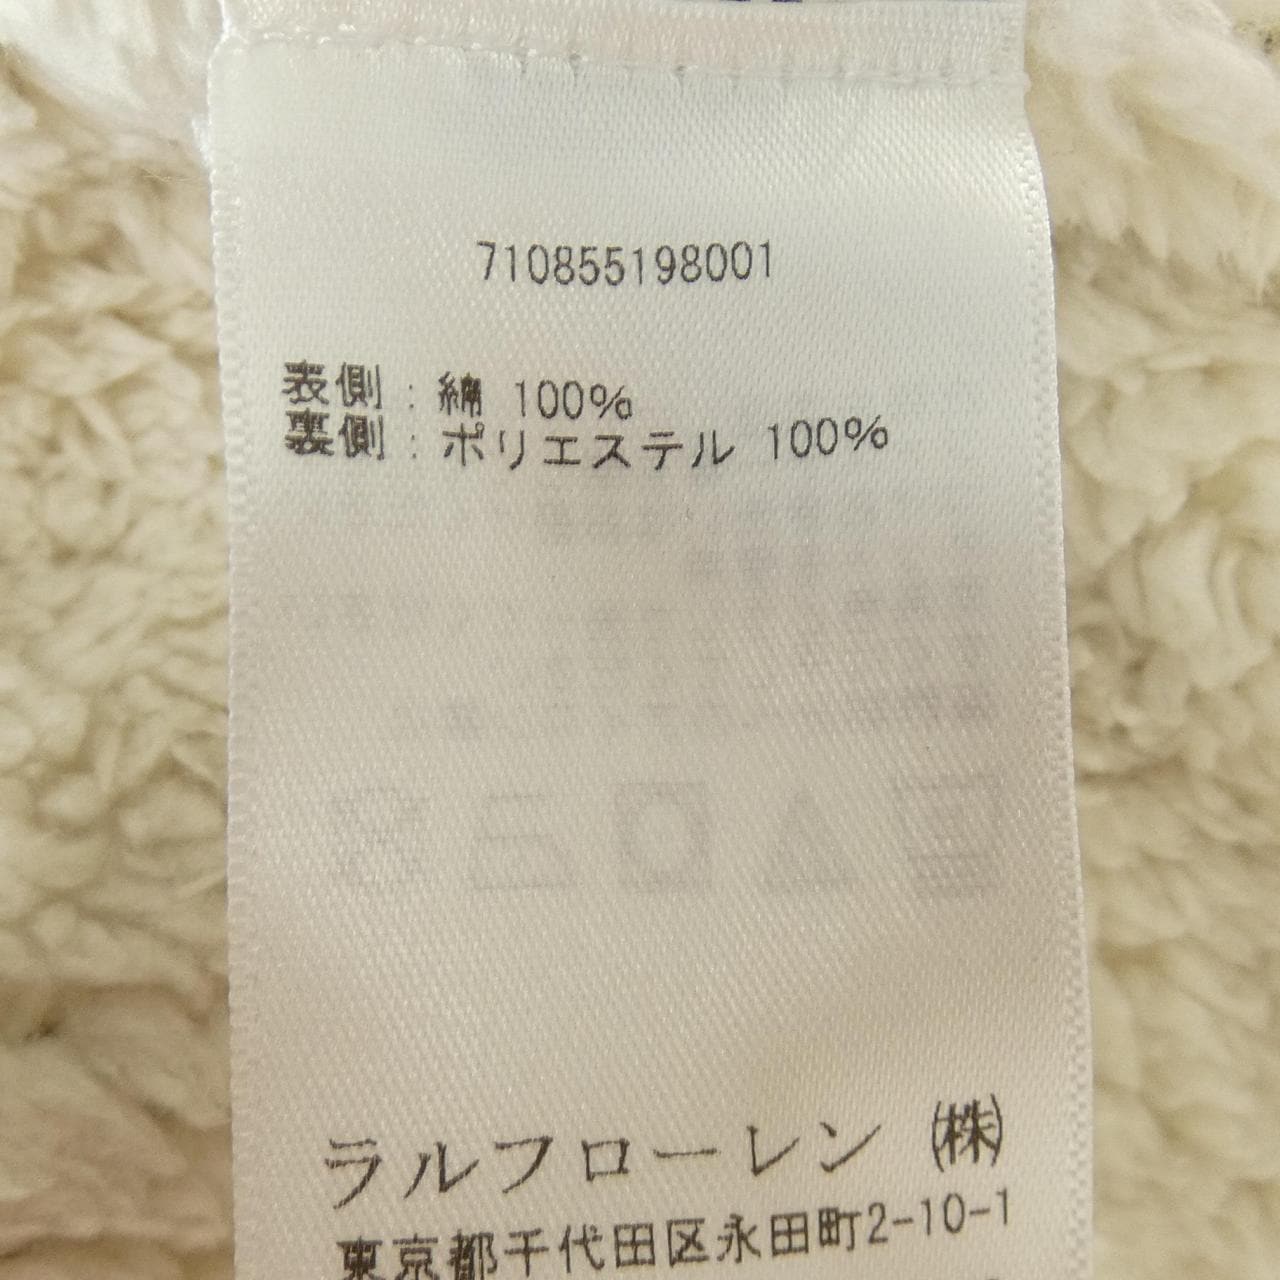 710855198001
表側 : 綿 100%
裏側 : ポリエステル 100%
ラルフローレン ㈱
東京都千代田区永田町2-10-1